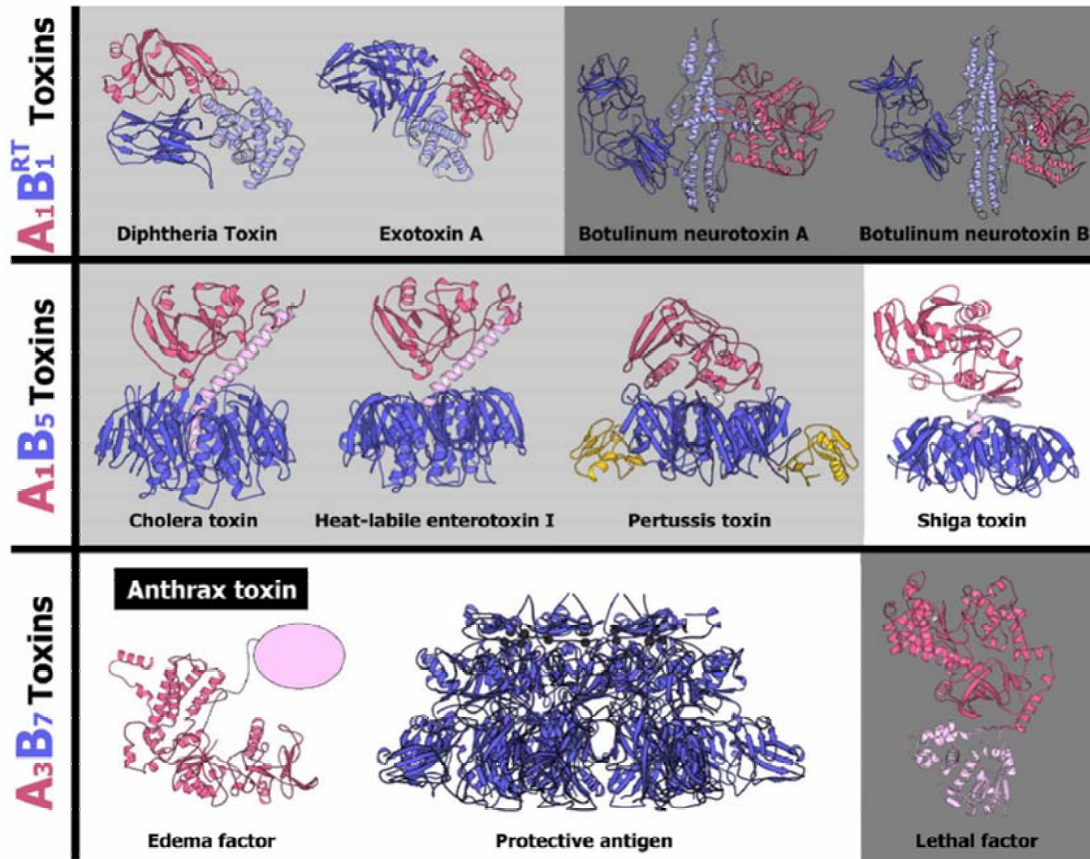 A₁B₁ᴿᵀ Toxins
Diphtheria Toxin
Exotoxin A
Botulinum neurotoxin A
Botulinum neurotoxin B
A₁B₅ Toxins
Cholera toxin
Heat-labile enterotoxin I
Pertussis toxin
Shiga toxin
A₃B₇ Toxins
Anthrax toxin
Edema factor
Protective antigen
Lethal factor